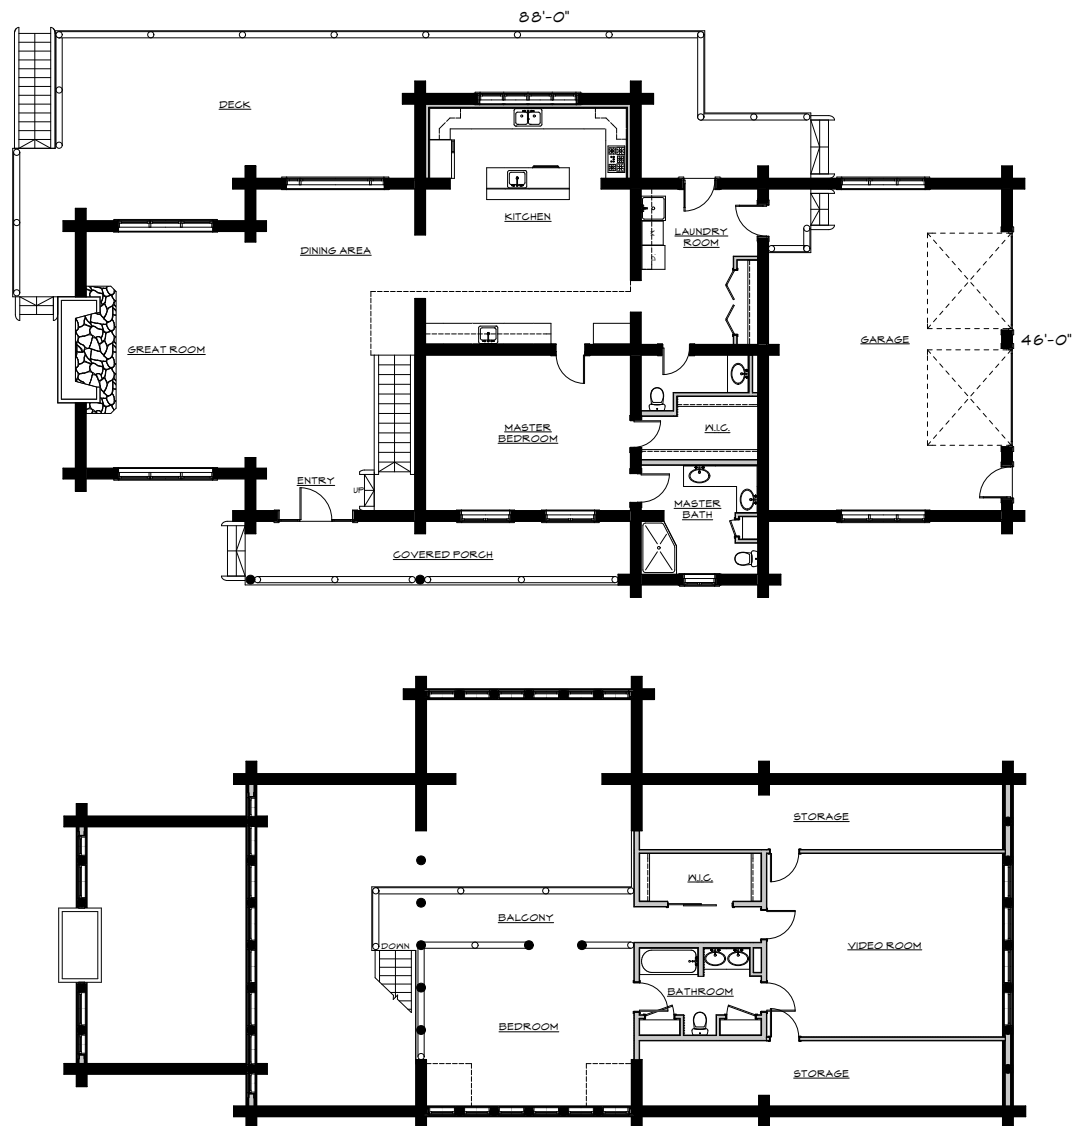 88'-0"
DECK
KITCHEN
LAUNDRY
ROOM
DINING AREA
GARAGE
46'-0"
GREAT ROOM
MASTER
BEDROOM
W.I.C.
ENTRY
UP
MASTER
BATH
COVERED PORCH
STORAGE
W.I.C.
BALCONY
DOWN
VIDEO ROOM
BATHROOM
BEDROOM
STORAGE